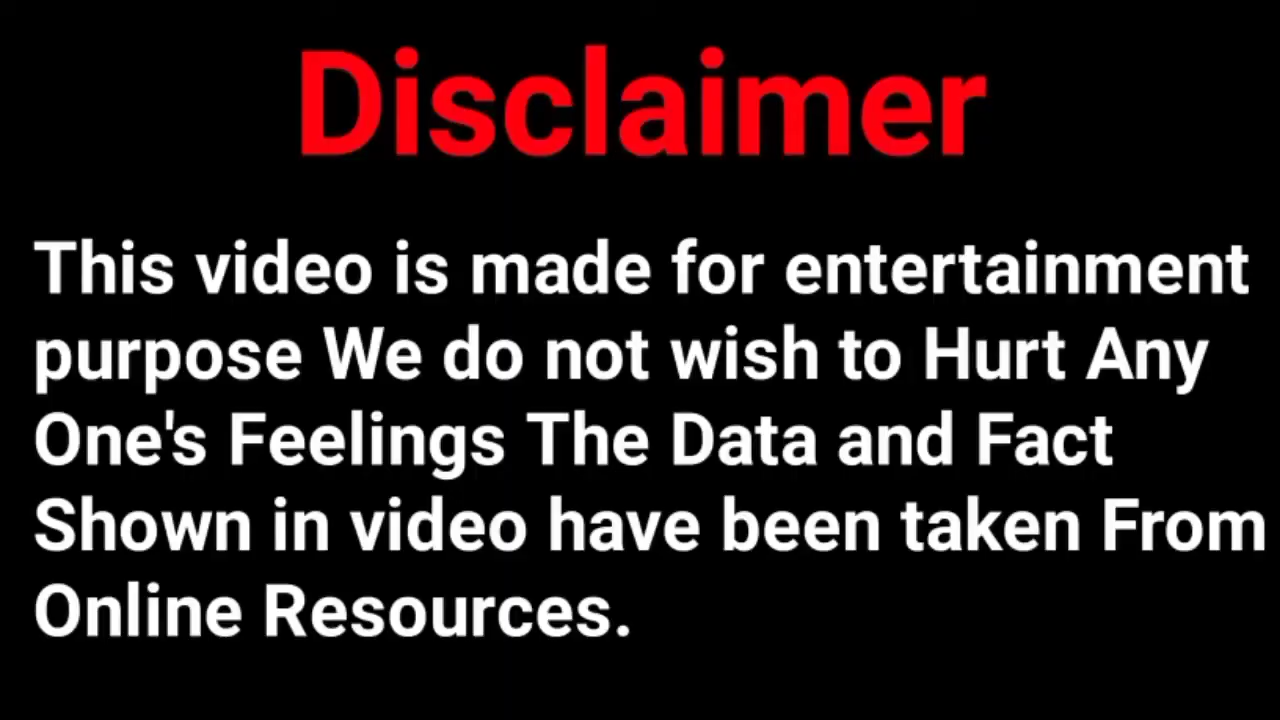 Disclaimer
This video is made for entertainment
purpose We do not wish to Hurt Any
One's Feelings The Data and Fact
Shown in video have been taken From
Online Resources.